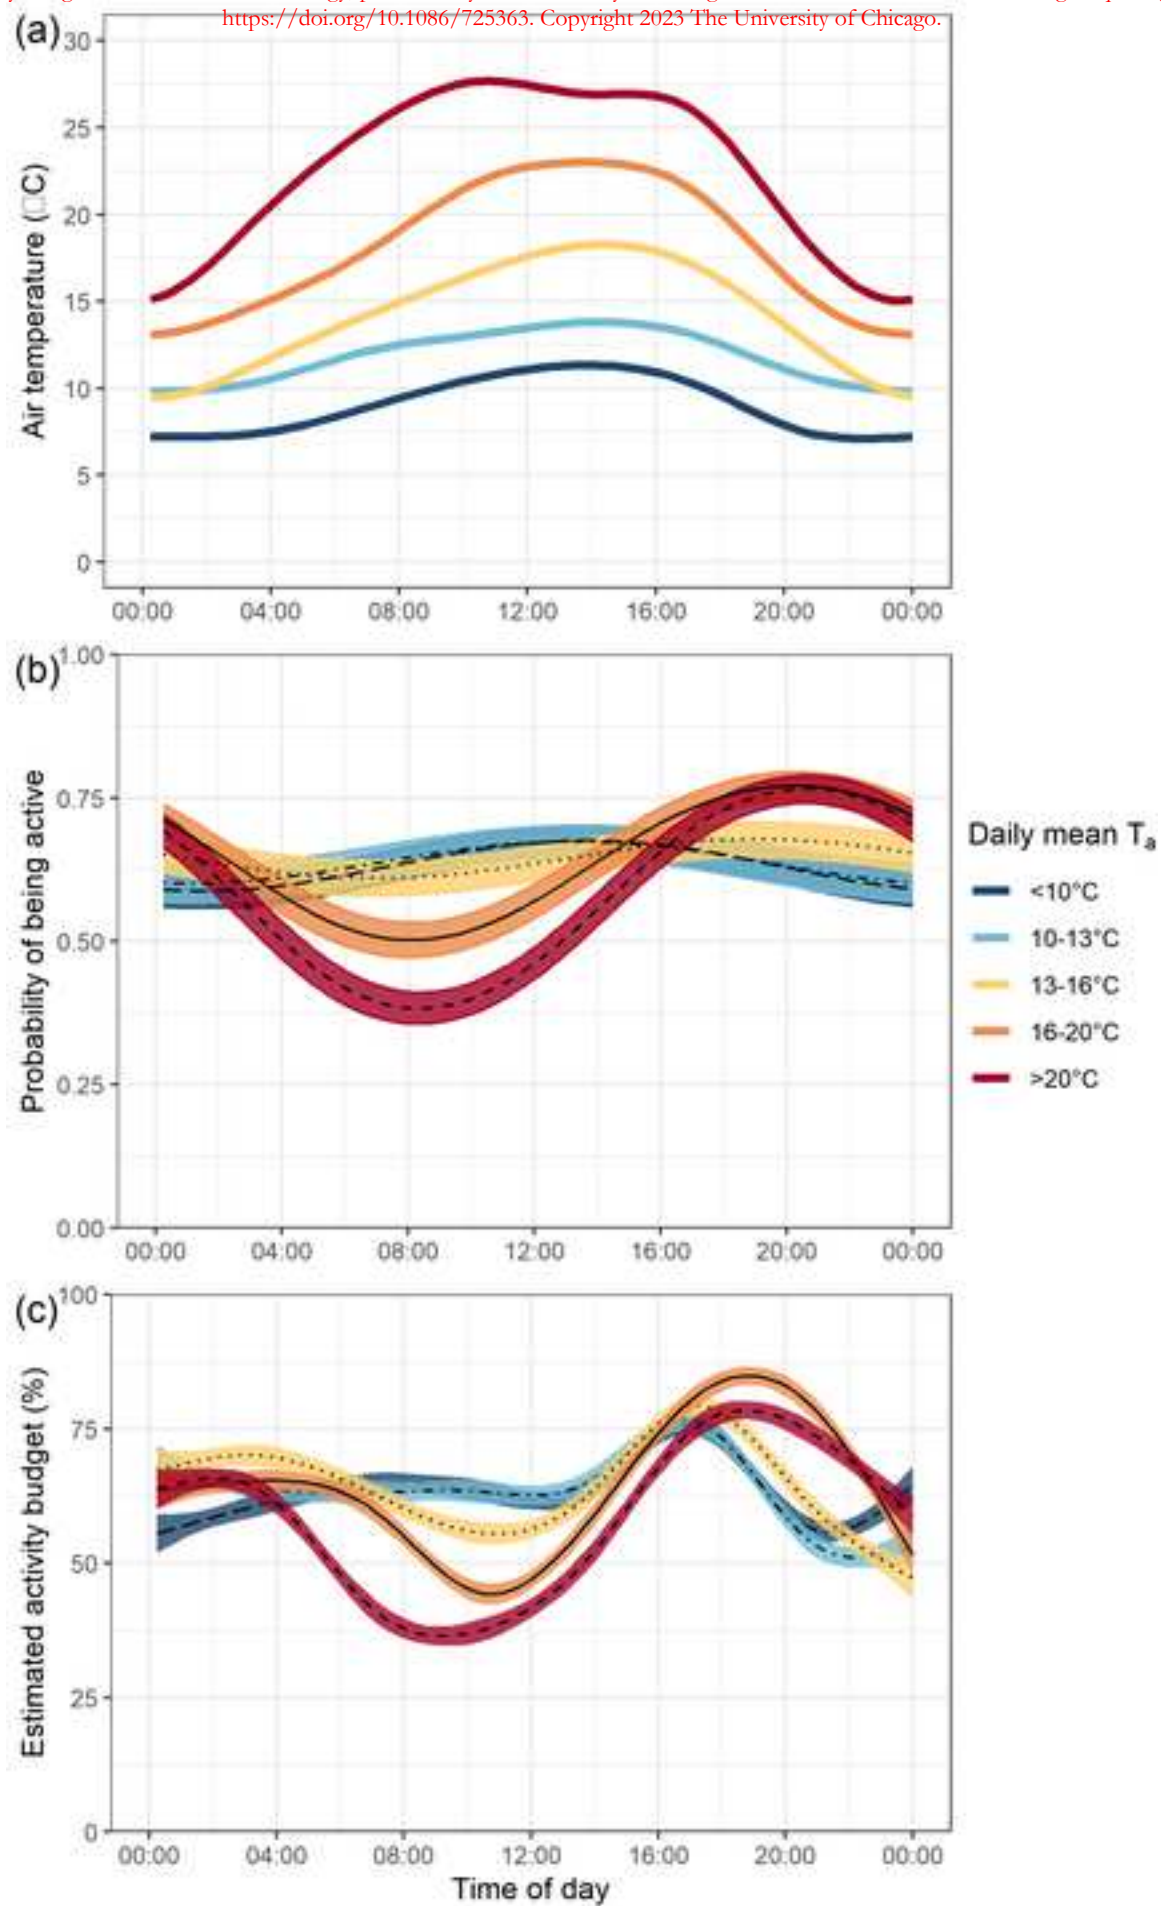 https://doi.org/10.1086/725363. Copyright 2023 The University of Chicago.
(a)
30
25
20
15
10
5
0
Air temperature (□C)
00:00 04:00 08:00 12:00 16:00 20:00 00:00
(b)
1.00
0.75
0.50
0.25
0.00
Probability of being active
00:00 04:00 08:00 12:00 16:00 20:00 00:00
Daily mean Ta
<10°C
10-13°C
13-16°C
16-20°C
>20°C
(c)
100
75
50
25
0
Estimated activity budget (%)
00:00 04:00 08:00 12:00 16:00 20:00 00:00
Time of day